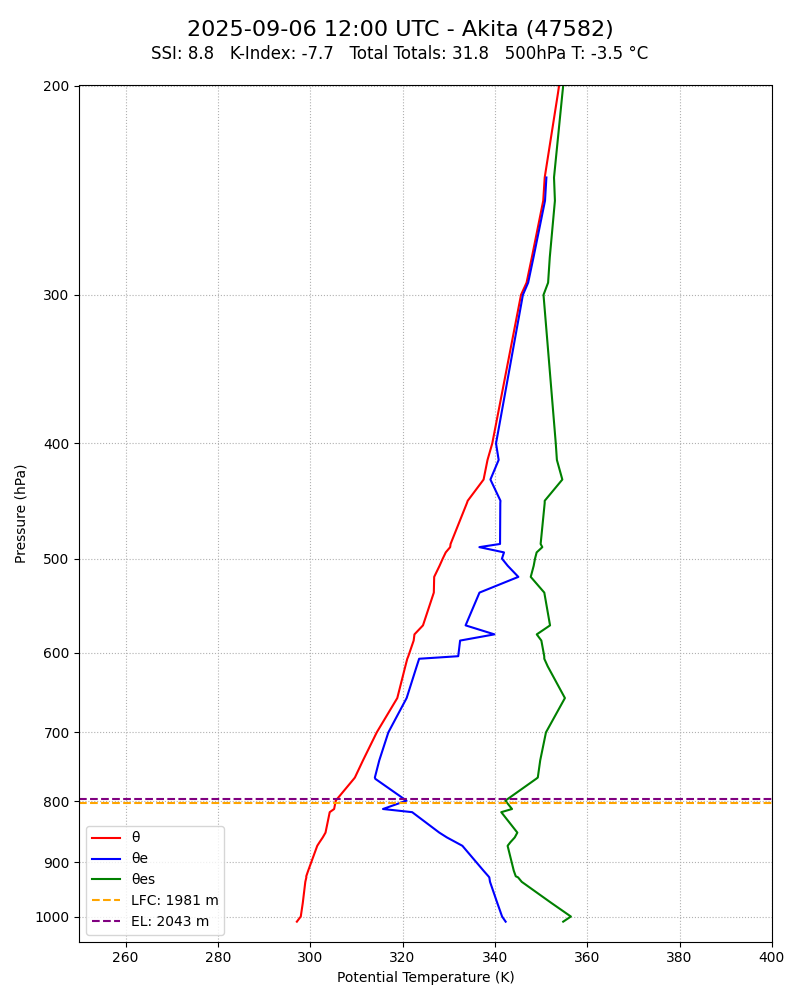 2025-09-06 12:00 UTC - Akita (47582)
SSI: 8.8 K-Index: -7.7 Total Totals: 31.8 500hPa T: -3.5 °C
200
300
400
500
600
700
800
900
1000
Pressure (hPa)
θ
θe
θes
LFC: 1981 m
EL: 2043 m
260 280 300 320 340 360 380 400
Potential Temperature (K)